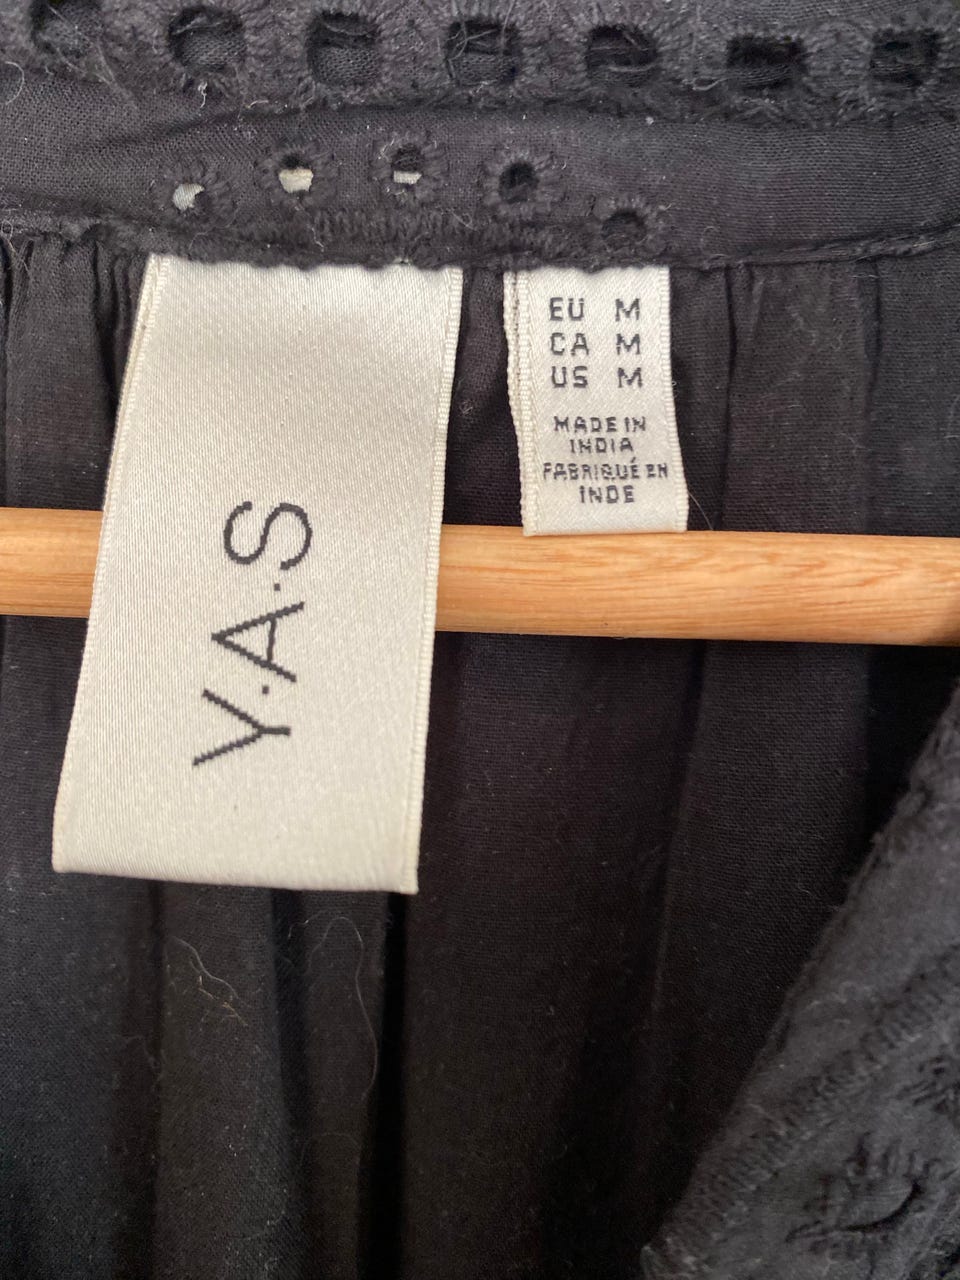 Y.A.S
EU M
CA M
US M
MADE IN
INDIA
FABRIQUÉ EN
INDE